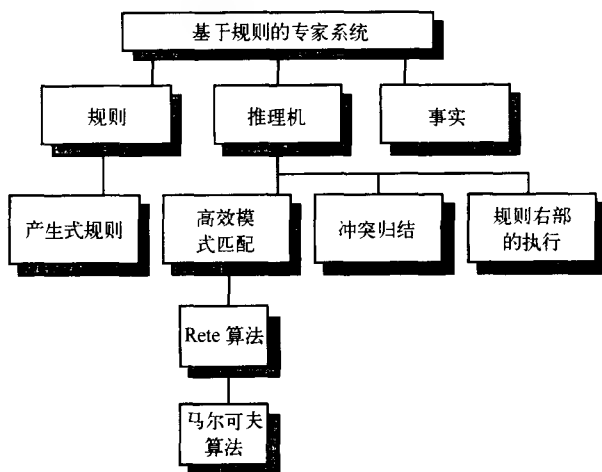 基于规则的专家系统
规则
推理机
事实
产生式规则
高效模
式匹配
冲突归结
规则右部
的执行
Rete 算法
马尔可夫
算法